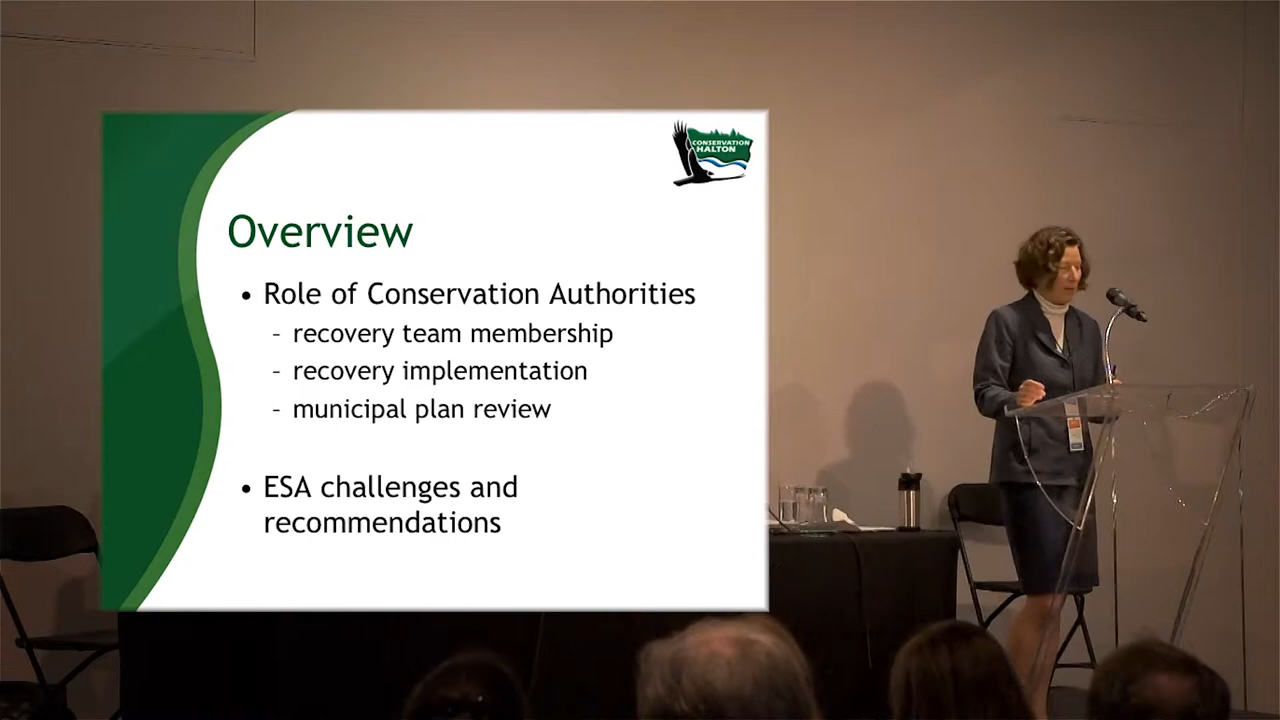 CONSERVATION
HALTON
Overview
• Role of Conservation Authorities
– recovery team membership
– recovery implementation
– municipal plan review
• ESA challenges and
recommendations